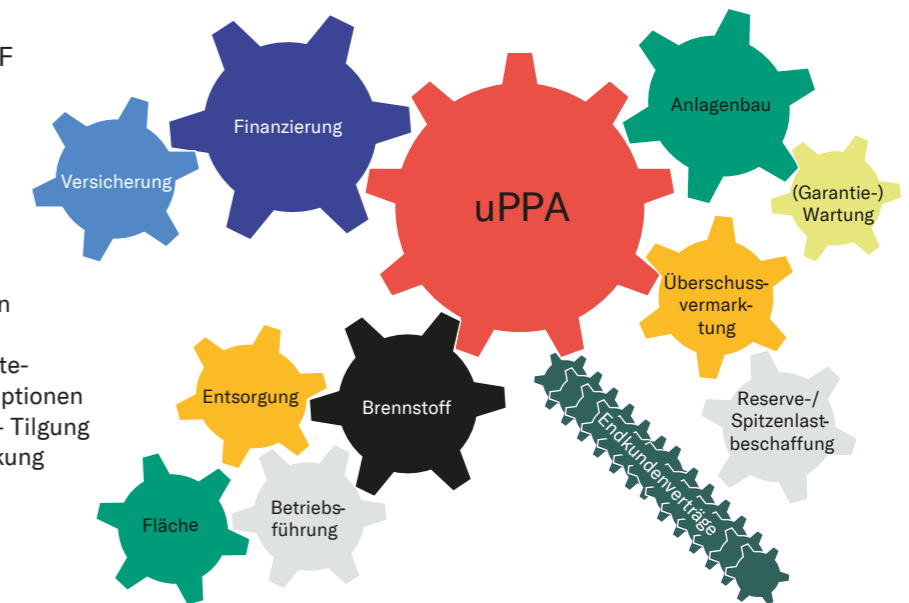 F
Finanzierung
Versicherung
uPPA
Anlagenbau
(Garantie-)
Wartung
Überschuss-
vermark-
tung
n
te-
ptionen
- Tilgung
kung
Entsorgung
Brennstoff
Reserve-/
Spitzenlast-
beschaffung
Endkundenverträge
Fläche
Betriebs-
führung